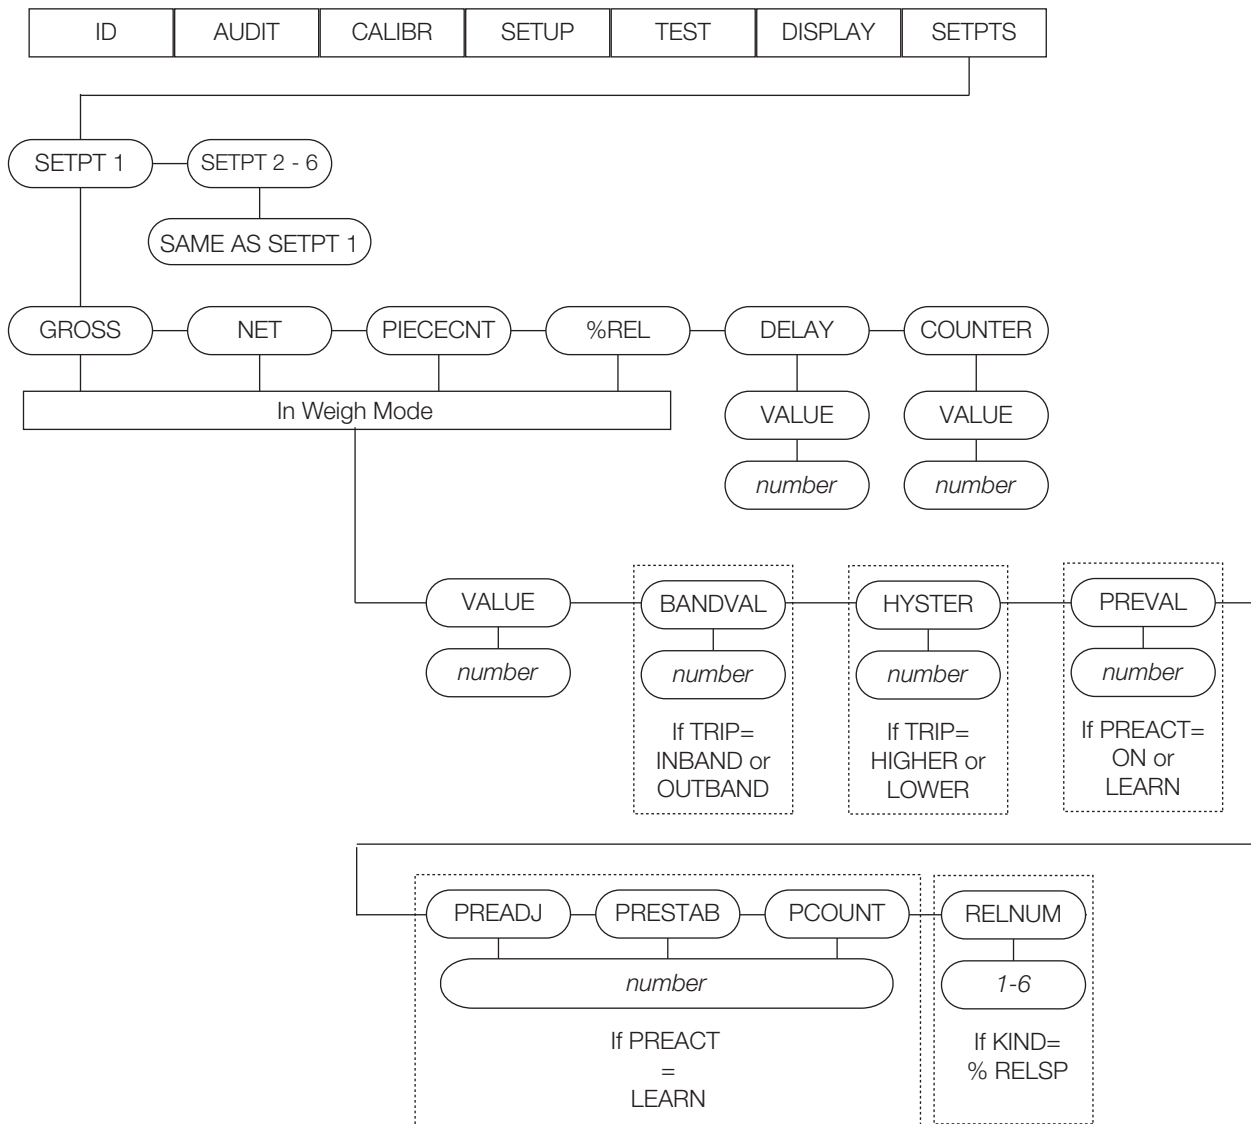 ID AUDIT CALIBR SETUP TEST DISPLAY SETPTS
SETPT 1 SETPT 2 - 6
SAME AS SETPT 1
GROSS NET PIECECNT %REL DELAY COUNTER
In Weigh Mode
VALUE VALUE
number number
VALUE BANDVAL HYSTER PREVAL
number number number number
If TRIP=
INBAND or
OUTBAND
If TRIP=
HIGHER or
LOWER
If PREACT=
ON or
LEARN
PREADJ PRESTAB PCOUNT RELNUM
number 1-6
If PREACT
=
LEARN
If KIND=
% RELSP